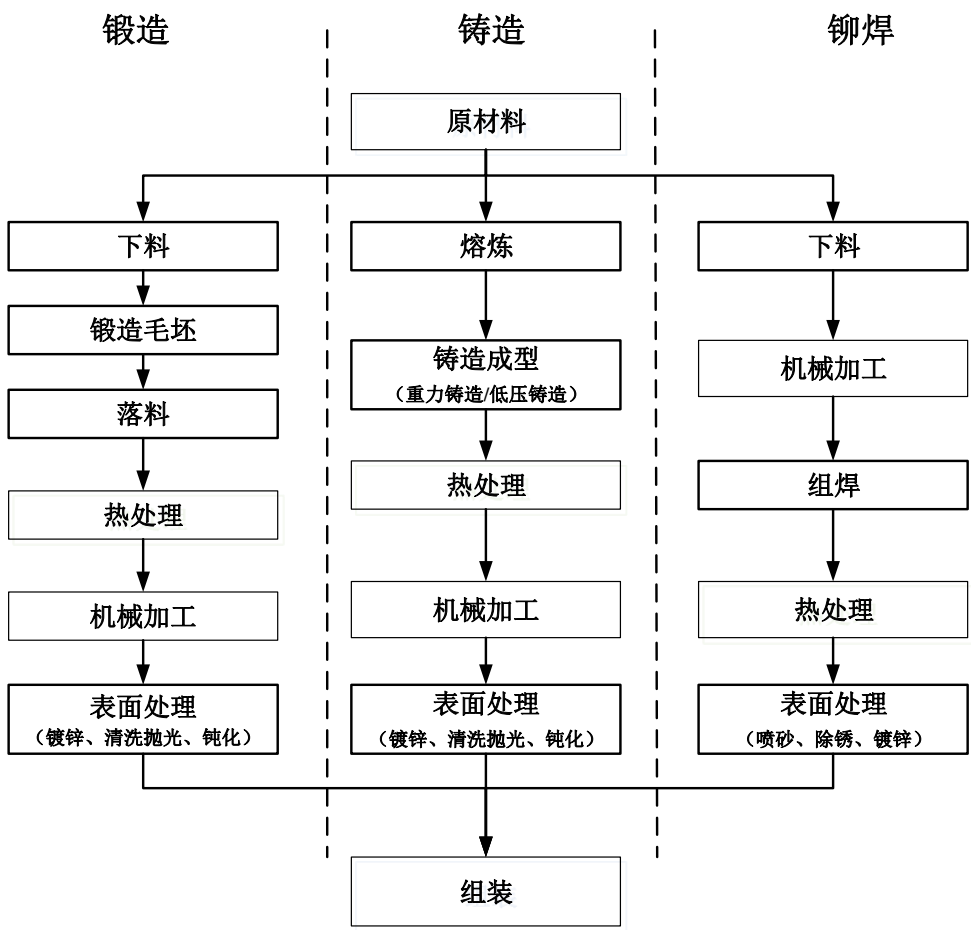 锻造
铸造
铆焊
原材料
下料
锻造毛坯
落料
热处理
机械加工
表面处理
（镀锌、清洗抛光、钝化）
熔炼
铸造成型
（重力铸造/低压铸造）
热处理
机械加工
表面处理
（镀锌、清洗抛光、钝化）
下料
机械加工
组焊
热处理
表面处理
（喷砂、除锈、镀锌）
组装